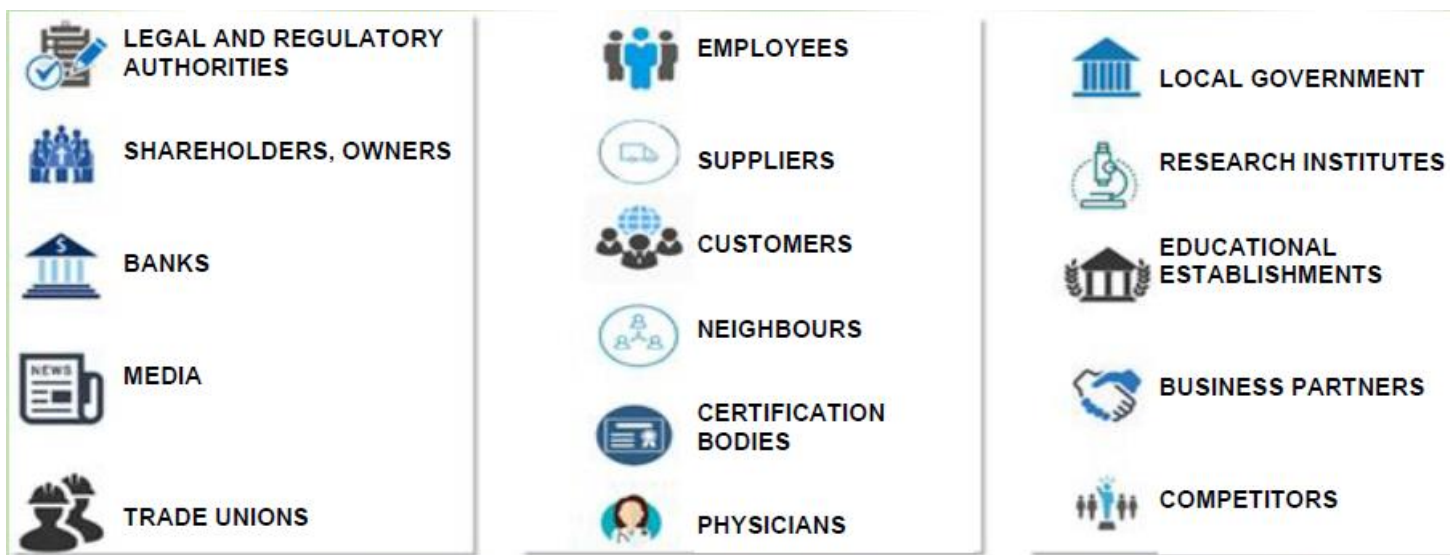 LEGAL AND REGULATORY
AUTHORITIES
SHAREHOLDERS, OWNERS
$
BANKS
NEWS
MEDIA
TRADE UNIONS
EMPLOYEES
SUPPLIERS
CUSTOMERS
NEIGHBOURS
CERTIFICATION
BODIES
PHYSICIANS
LOCAL GOVERNMENT
RESEARCH INSTITUTES
EDUCATIONAL
ESTABLISHMENTS
BUSINESS PARTNERS
COMPETITORS